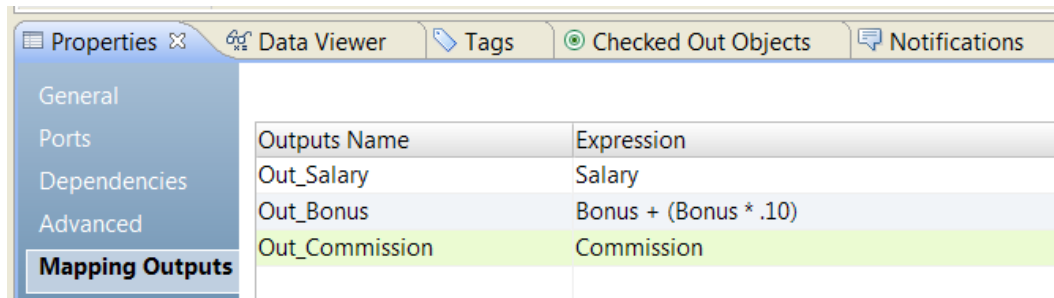 Properties Data Viewer Tags Checked Out Objects Notifications
General
Ports
Dependencies
Advanced
Mapping Outputs
Outputs Name Expression
Out_Salary Salary
Out_Bonus Bonus + (Bonus * .10)
Out_Commission Commission